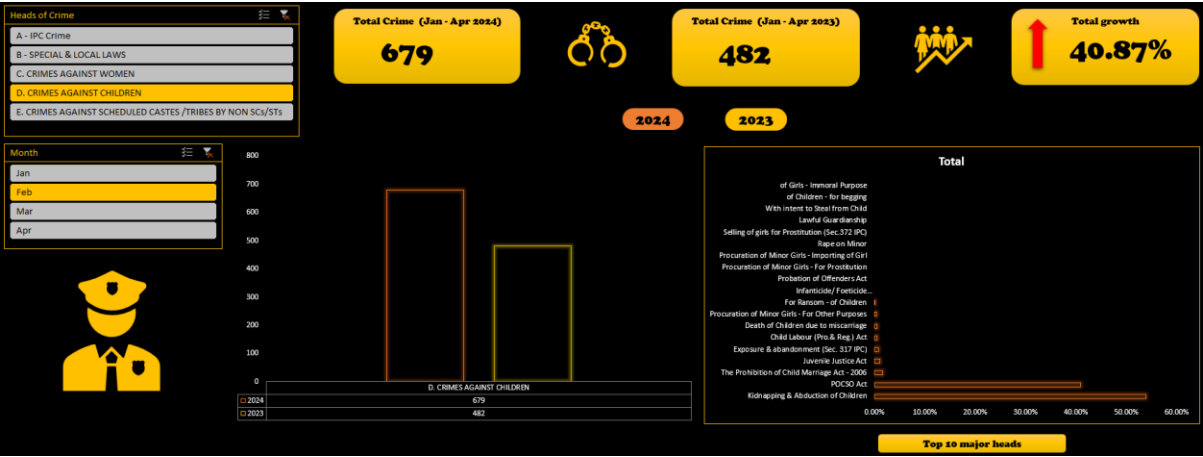 Heads of Crime
A - IPC Crime
B - SPECIAL & LOCAL LAWS
C. CRIMES AGAINST WOMEN
D. CRIMES AGAINST CHILDREN
E. CRIMES AGAINST SCHEDULED CASTES /TRIBES BY NON SCs/STs
Total Crime (Jan - Apr 2024)
679
Total Crime (Jan - Apr 2023)
482
Total growth
40.87%
2024
2023
Month
Jan
Feb
Mar
Apr
800
700
600
500
400
300
200
100
0
D. CRIMES AGAINST CHILDREN
2024 679
2023 482
Total
of Girls - Immoral Purpose
of Children - for begging
With intent to Steal from Child
Lawful Guardianship
Selling of girls for Prostitution (Sec.372 IPC)
Rape on Minor
Procuration of Minor Girls - Importing of Girl
Procuration of Minor Girls - For Prostitution
Probation of Offenders Act
Infanticide/ Foeticide...
For Ransom - of Children
Procuration of Minor Girls - For Other Purposes
Death of Children due to miscarriage
Child Labour (Pro.& Reg.) Act
Exposure & abandonment (Sec. 317 IPC)
Juvenile Justice Act
The Prohibition of Child Marriage Act - 2006
POCSO Act
Kidnapping & Abduction of Children
0.00% 10.00% 20.00% 30.00% 40.00% 50.00% 60.00%
Top 10 major heads